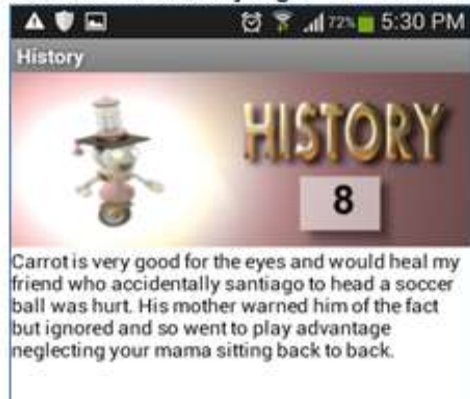 72% 5:30 PM
History
HISTORY
8
Carrot is very good for the eyes and would heal my
friend who accidentally santiago to head a soccer
ball was hurt. His mother warned him of the fact
but ignored and so went to play advantage
neglecting your mama sitting back to back.